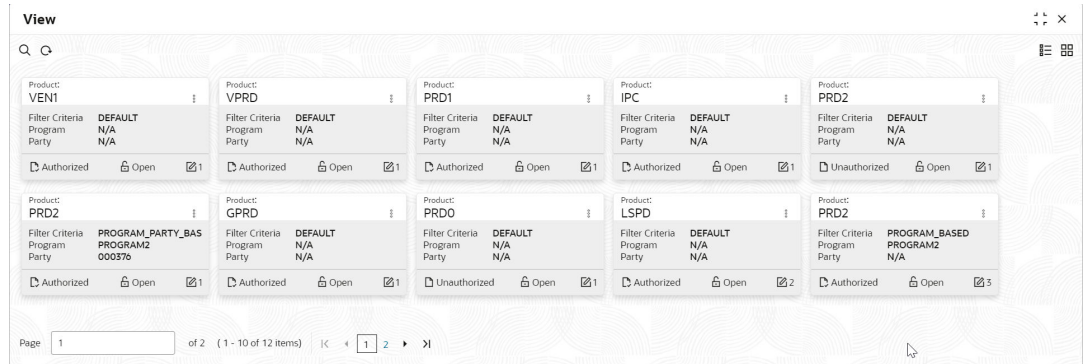 View
Product:
VEN1
Filter Criteria DEFAULT
Program N/A
Party N/A
Authorized Open 1
Product:
VPRD
Filter Criteria DEFAULT
Program N/A
Party N/A
Authorized Open 1
Product:
PRD1
Filter Criteria DEFAULT
Program N/A
Party N/A
Authorized Open 1
Product:
IPC
Filter Criteria DEFAULT
Program N/A
Party N/A
Authorized Open 1
Product:
PRD2
Filter Criteria DEFAULT
Program N/A
Party N/A
Unauthorized Open 1
Product:
PRD2
Filter Criteria PROGRAM_PARTY_BAS
Program PROGRAM2
Party 000376
Authorized Open 1
Product:
GPRD
Filter Criteria DEFAULT
Program N/A
Party N/A
Authorized Open 1
Product:
PRD0
Filter Criteria DEFAULT
Program N/A
Party N/A
Unauthorized Open 1
Product:
LSPD
Filter Criteria DEFAULT
Program N/A
Party N/A
Authorized Open 2
Product:
PRD2
Filter Criteria PROGRAM_BASED
Program PROGRAM2
Party N/A
Authorized Open 3
Page 1 of 2 (1 - 10 of 12 items) 1 2